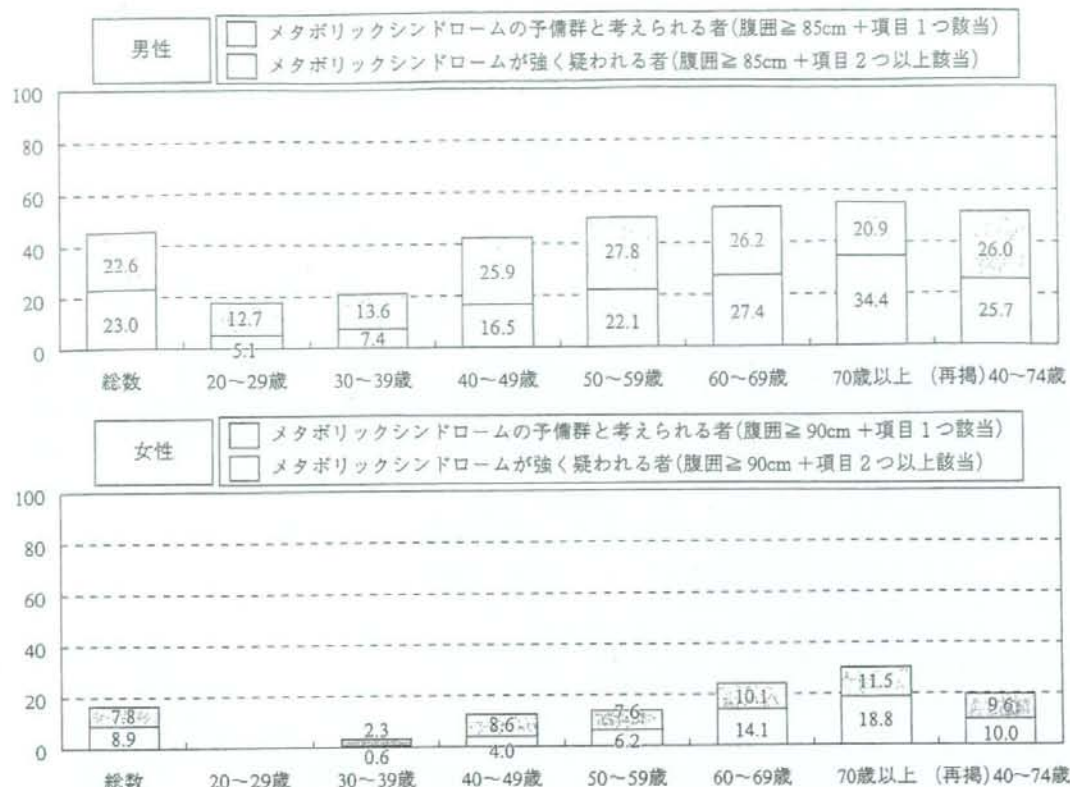 男性
メタボリックシンドロームの予備群と考えられる者(腹囲≧85cm+項目1つ該当)
メタボリックシンドロームが強く疑われる者(腹囲≧85cm+項目2つ以上該当)
100
80
60
40
20
0
22.6 12.7 13.6 25.9 27.8 26.2 20.9 26.0
23.0 5.1 7.4 16.5 22.1 27.4 34.4 25.7
総数 20~29歳 30~39歳 40~49歳 50~59歳 60~69歳 70歳以上 (再掲)40~74歳
女性
メタボリックシンドロームの予備群と考えられる者(腹囲≧90cm+項目1つ該当)
メタボリックシンドロームが強く疑われる者(腹囲≧90cm+項目2つ以上該当)
100
80
60
40
20
0
7.8 2.3 8.6 7.6 10.1 11.5 9.6
8.9 0.6 4.0 6.2 14.1 18.8 10.0
総数 20~29歳 30~39歳 40~49歳 50~59歳 60~69歳 70歳以上 (再掲)40~74歳